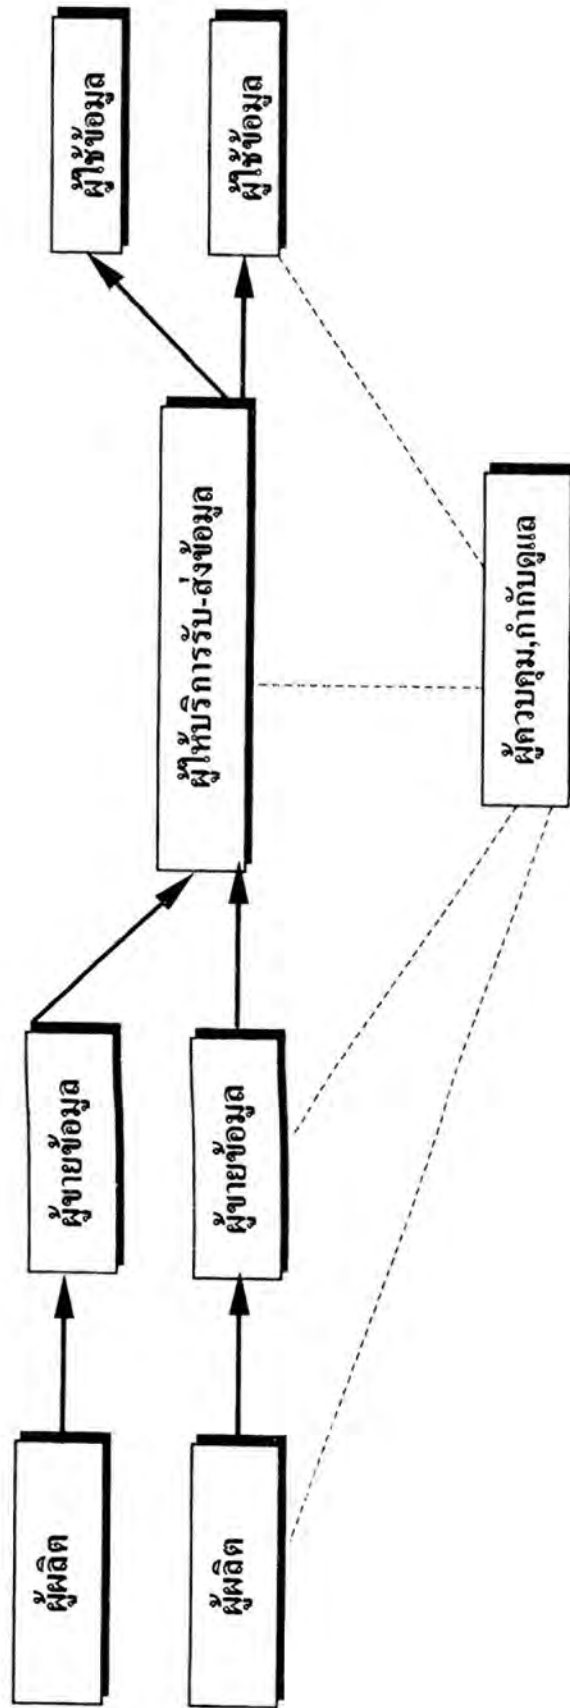 ผู้ผลิต
ผู้ขายข้อมูล
ผู้ใช้ข้อมูล
ผู้ให้บริการรับ-ส่งข้อมูล
ผู้ผลิต
ผู้ขายข้อมูล
ผู้ใช้ข้อมูล
ผู้ควบคุม,กำกับดูแล